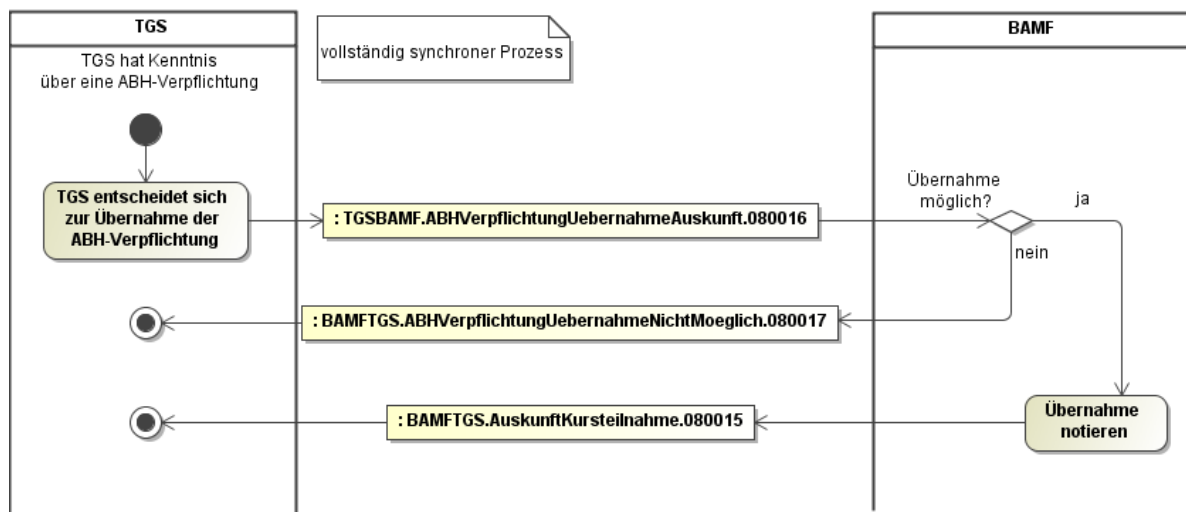 TGS
BAMF
vollständig synchroner Prozess
TGS hat Kenntnis
über eine ABH-Verpflichtung
TGS entscheidet sich
zur Übernahme der
ABH-Verpflichtung
: TGSBAMF.ABHVerpflichtungUebernahmeAuskunft.080016
Übernahme
möglich?
ja
nein
: BAMFTGS.ABHVerpflichtungUebernahmeNichtMoeglich.080017
: BAMFTGS.AuskunftKursteilnahme.080015
Übernahme
notieren